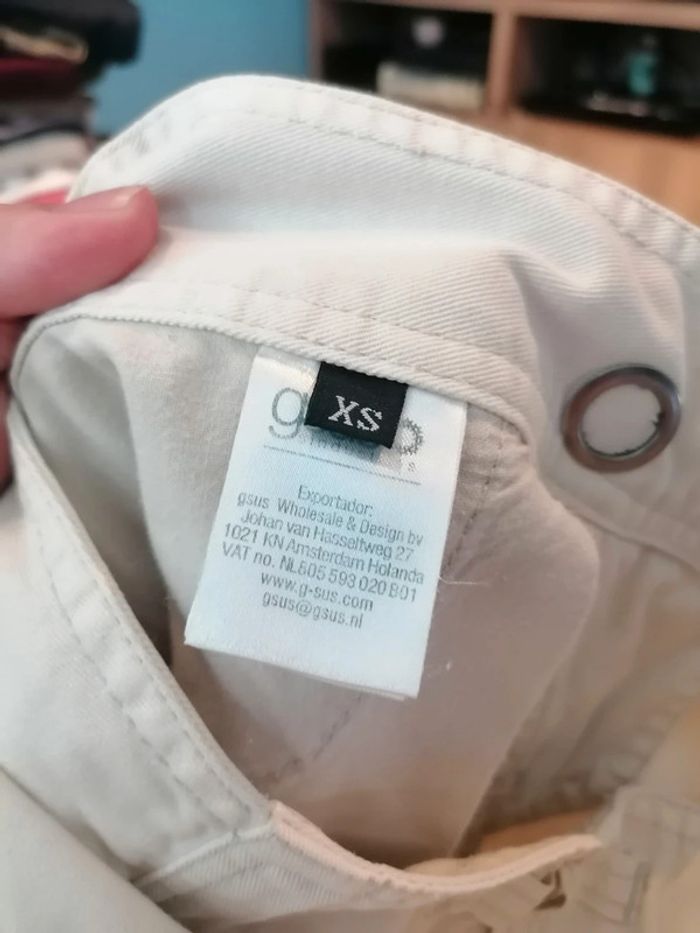 XS
Exportador:
gsus Wholesale & Design bv
Johan van Hasseltweg 27
1021 KN Amsterdam Holanda
VAT no. NL805 593 020 B01
www.g-sus.com
gsus@gsus.nl